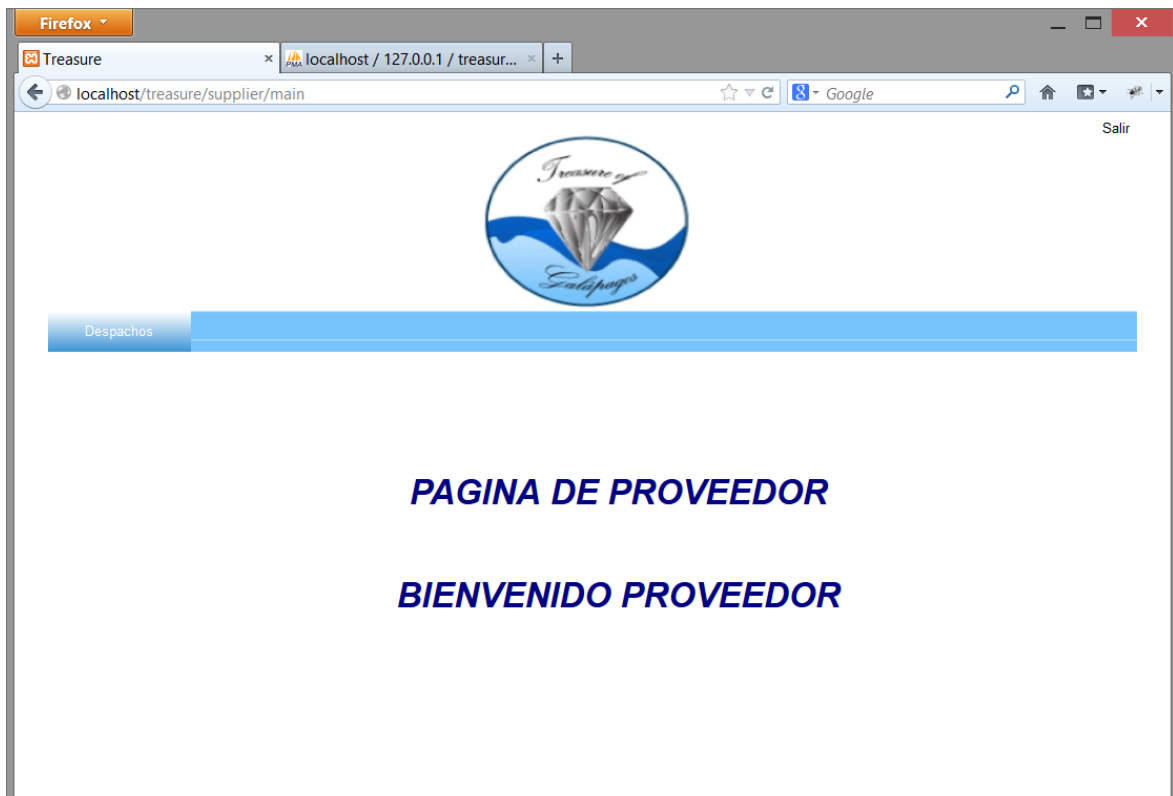 Firefox
Treasure
localhost / 127.0.0.1 / treasur...
localhost/treasure/supplier/main
Google
Salir
Treasure of
Galápagos
Despachos
PAGINA DE PROVEEDOR
BIENVENIDO PROVEEDOR